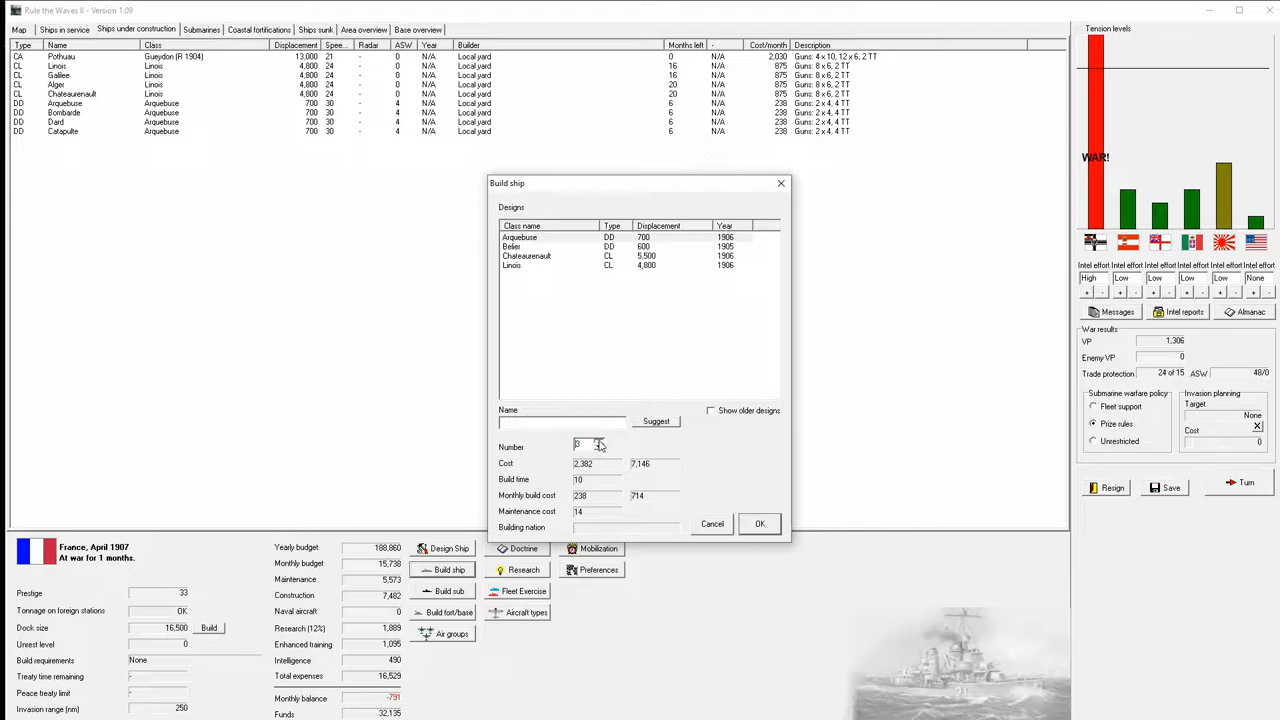 Rule the Waves II - Version 1.09
Map Ships in service Ships under construction Submarines Coastal fortifications Ships sunk Area overview Base overview
Type Name Class Displacement Spee... Radar ASW Year Builder Months left - Cost/month Description
CA Pothuau Gueydon (R 1904) 13,000 21 - 0 N/A Local yard 0 N/A 2,030 Guns: 4 x 10, 12 x 6, 2 TT
CL Linois Linois 4,800 24 - 0 N/A Local yard 16 N/A 875 Guns: 8 x 6, 2 TT
CL Galilee Linois 4,800 24 - 0 N/A Local yard 16 N/A 875 Guns: 8 x 6, 2 TT
CL Alger Linois 4,800 24 - 0 N/A Local yard 20 N/A 875 Guns: 8 x 6, 2 TT
CL Chateaurenault Linois 4,800 24 - 0 N/A Local yard 20 N/A 875 Guns: 8 x 6, 2 TT
DD Arquebuse Arquebuse 700 30 - 4 N/A Local yard 6 N/A 238 Guns: 2 x 4, 4 TT
DD Bombarde Arquebuse 700 30 - 4 N/A Local yard 6 N/A 238 Guns: 2 x 4, 4 TT
DD Dard Arquebuse 700 30 - 4 N/A Local yard 6 N/A 238 Guns: 2 x 4, 4 TT
DD Catapulte Arquebuse 700 30 - 4 N/A Local yard 6 N/A 238 Guns: 2 x 4, 4 TT
Build ship
Designs
Class name Type Displacement Year
Arquebuse DD 700 1906
Belier DD 600 1905
Chateaurenault CL 5,500 1906
Linois CL 4,800 1906
Name
Show older designs
Suggest
Number 3
Cost 2,382 7,146
Build time 10
Monthly build cost 238 714
Maintenance cost 14
Building nation
Cancel OK
Tension levels
WAR!
Intel effort Intel effort Intel effort Intel effort Intel effort Intel effort
High Low Low Low Low None
+ - + - + - + - + - + -
Messages Intel reports Almanac
War results
VP 1,306
Enemy VP 0
Trade protection 24 of 15 ASW 48/0
Submarine warfare policy
Fleet support
Prize rules
Unrestricted
Invasion planning
Target
None
Cost X
0
Resign Save Turn
France, April 1907
At war for 1 months.
Prestige 33
Tonnage on foreign stations OK
Dock size 16,500 Build
Unrest level 0
Build requirements None
Treaty time remaining -
Peace treaty limit -
Invasion range [nm] 250
Yearly budget 188,860
Monthly budget 15,738
Maintenance 5,573
Construction 7,482
Naval aircraft 0
Research (12%) 1,889
Enhanced training 1,095
Intelligence 490
Total expenses 16,529
Monthly balance -791
Funds 32,135
Design Ship Doctrine Mobilization
Build ship Research Preferences
Build sub Fleet Exercise
Build fort/base Aircraft types
Air groups